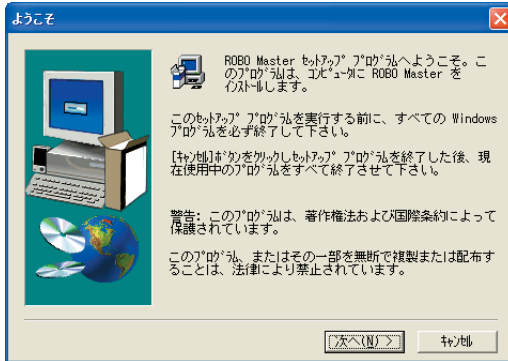 ようこそ
ROBO Master ｾｯﾄｱｯﾌﾟ ﾌﾟﾛｸﾞﾗﾑへようこそ。こ
のﾌﾟﾛｸﾞﾗﾑは、ｺﾝﾋﾟｭｰﾀに ROBO Master を
ｲﾝｽﾄｰﾙします。
このｾｯﾄｱｯﾌﾟ ﾌﾟﾛｸﾞﾗﾑを実行する前に、すべての Windows
ﾌﾟﾛｸﾞﾗﾑを必ず終了して下さい。
[ｷｬﾝｾﾙ]ﾎﾞﾀﾝをｸﾘｯｸしｾｯﾄｱｯﾌﾟ ﾌﾟﾛｸﾞﾗﾑを終了した後、現
在使用中のﾌﾟﾛｸﾞﾗﾑをすべて終了させて下さい。
警告: このﾌﾟﾛｸﾞﾗﾑは、著作権法および国際条約によって
保護されています。
このﾌﾟﾛｸﾞﾗﾑ、またはその一部を無断で複製または配布す
ることは、法律により禁止されています。
次へ(N) >
ｷｬﾝｾﾙ